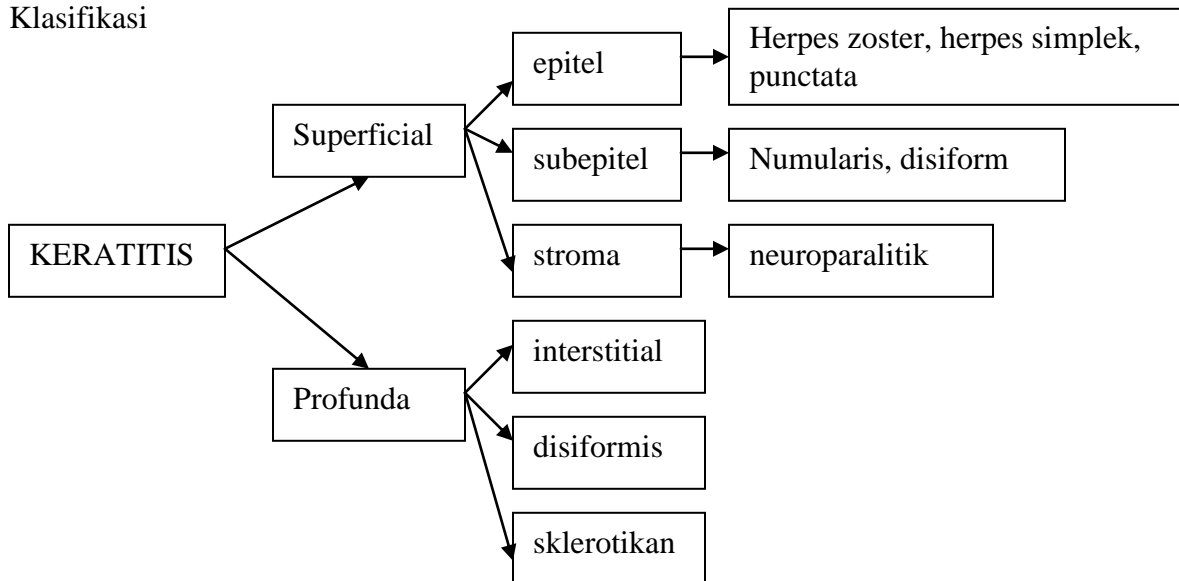 Klasifikasi
KERATITIS
Superficial
epitel
Herpes zoster, herpes simplek,
punctata
subepitel
Numularis, disiform
stroma
neuroparalitik
Profunda
interstitial
disiformis
sklerotikan